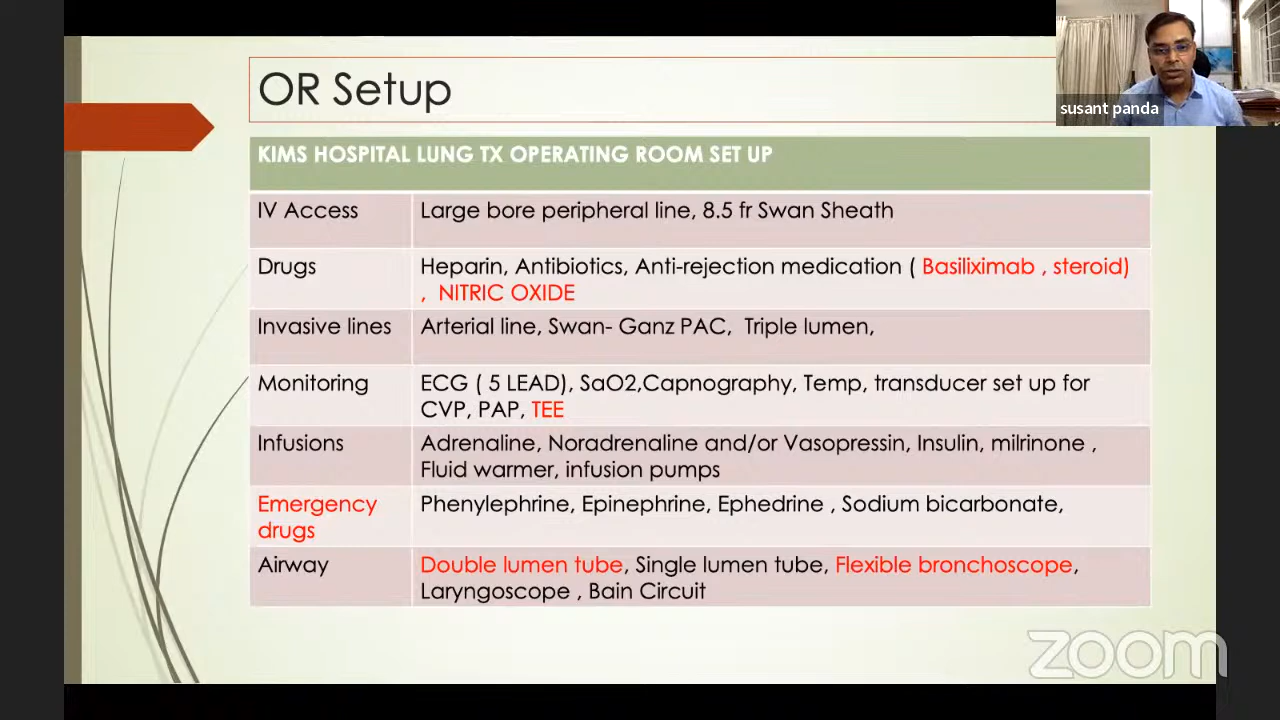 OR Setup
susant panda
KIMS HOSPITAL LUNG TX OPERATING ROOM SET UP
IV Access
Large bore peripheral line, 8.5 fr Swan Sheath
Drugs
Heparin, Antibiotics, Anti-rejection medication ( Basiliximab , steroid)
, NITRIC OXIDE
Invasive lines
Arterial line, Swan- Ganz PAC, Triple lumen,
Monitoring
ECG ( 5 LEAD), SaO2,Capnography, Temp, transducer set up for
CVP, PAP, TEE
Infusions
Adrenaline, Noradrenaline and/or Vasopressin, Insulin, milrinone ,
Fluid warmer, infusion pumps
Emergency
drugs
Phenylephrine, Epinephrine, Ephedrine , Sodium bicarbonate,
Airway
Double lumen tube, Single lumen tube, Flexible bronchoscope,
Laryngoscope , Bain Circuit
zoom